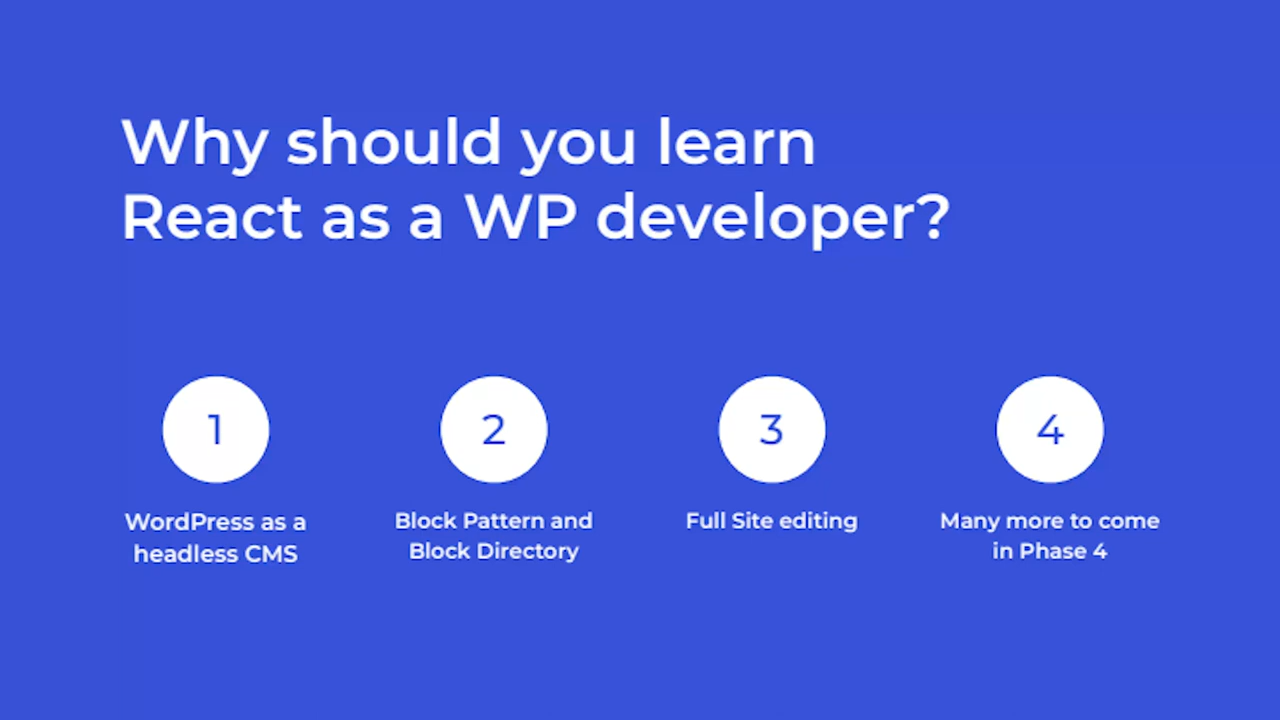 Why should you learn
React as a WP developer?
1
WordPress as a
headless CMS
2
Block Pattern and
Block Directory
3
Full Site editing
4
Many more to come
in Phase 4